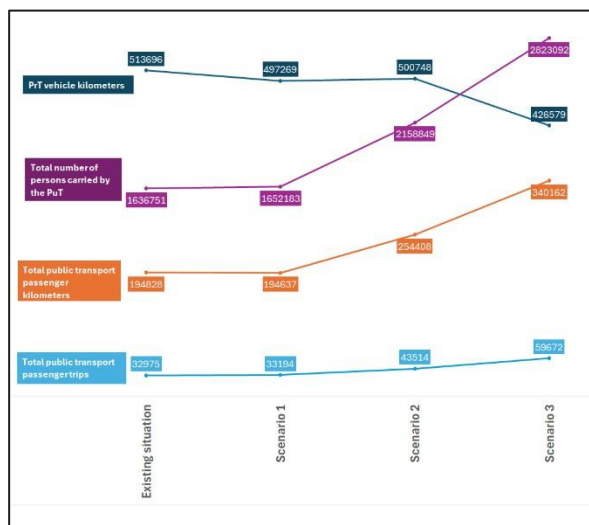 513696
497269
500748
2823092
PrT vehicle kilometers
426579
2158849
Total number of
persons carried by
the PuT
1636751
1652183
340162
254408
Total public transport
passenger
kilometers
194828
194637
59672
43514
Total public transport
passenger trips
32975
33194
Existing situation
Scenario 1
Scenario 2
Scenario 3